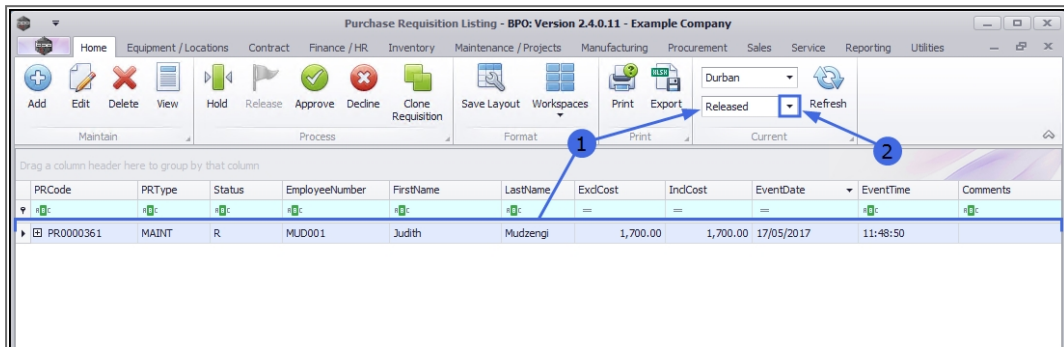 Purchase Requisition Listing - BPO: Version 2.4.0.11 - Example Company
Home Equipment / Locations Contract Finance / HR Inventory Maintenance / Projects Manufacturing Procurement Sales Service Reporting Utilities
Add Edit Delete View Hold Release Approve Decline Clone Requisition Save Layout Workspaces Print Export Durban Released Refresh
Maintain Process Format Print Current
1 2
Drag a column header here to group by that column
PRCode PRType Status EmployeeNumber FirstName LastName ExclCost InclCost EventDate EventTime Comments
PR0000361 MAINT R MUD001 Judith Mudzengi 1,700.00 1,700.00 17/05/2017 11:48:50